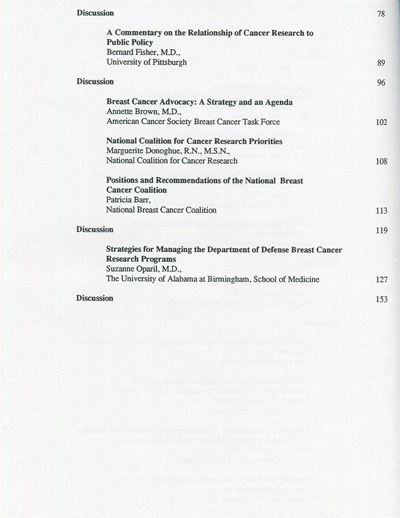 Discussion 78
A Commentary on the Relationship of Cancer Research to
Public Policy
Bernard Fisher, M.D.,
University of Pittsburgh 89
Discussion 96
Breast Cancer Advocacy: A Strategy and an Agenda
Annette Brown, M.D.,
American Cancer Society Breast Cancer Task Force 102
National Coalition for Cancer Research Priorities
Marguerite Donoghue, R.N., M.S.N.,
National Coalition for Cancer Research 108
Positions and Recommendations of the National Breast
Cancer Coalition
Patricia Barr,
National Breast Cancer Coalition 113
Discussion 119
Strategies for Managing the Department of Defense Breast Cancer
Research Programs
Suzanne Oparil, M.D.,
The University of Alabama at Birmingham, School of Medicine 127
Discussion 153